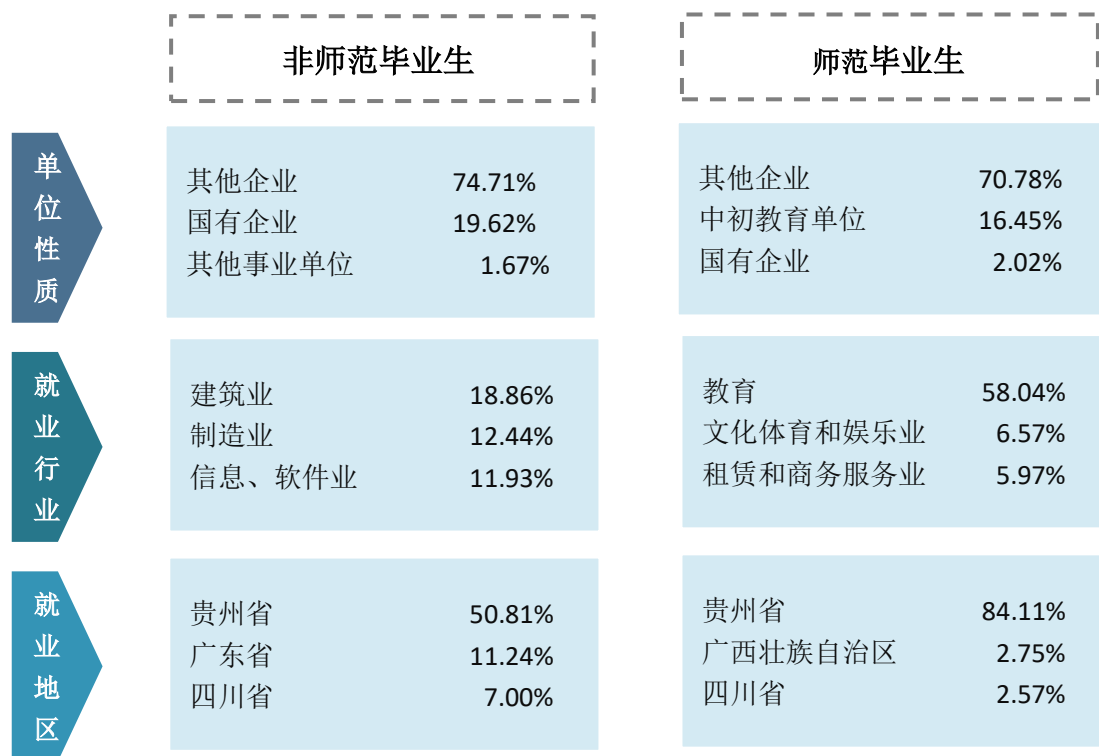 非师范毕业生
师范毕业生
单位性质
其他企业 74.71%
国有企业 19.62%
其他事业单位 1.67%
其他企业 70.78%
中初教育单位 16.45%
国有企业 2.02%
就业行业
建筑业 18.86%
制造业 12.44%
信息、软件业 11.93%
教育 58.04%
文化体育和娱乐业 6.57%
租赁和商务服务业 5.97%
就业地区
贵州省 50.81%
广东省 11.24%
四川省 7.00%
贵州省 84.11%
广西壮族自治区 2.75%
四川省 2.57%